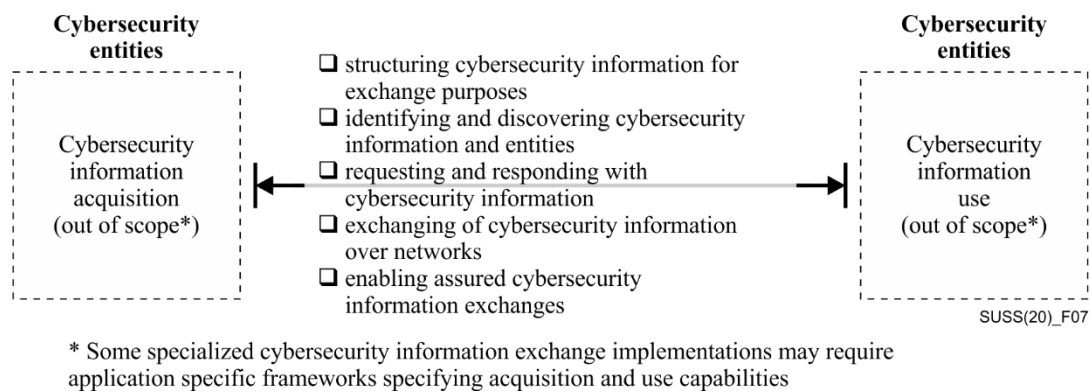 Cybersecurity
entities
Cybersecurity
information
acquisition
(out of scope*)
❑ structuring cybersecurity information for
exchange purposes
❑ identifying and discovering cybersecurity
information and entities
❑ requesting and responding with
cybersecurity information
❑ exchanging of cybersecurity information
over networks
❑ enabling assured cybersecurity
information exchanges
Cybersecurity
entities
Cybersecurity
information
use
(out of scope*)
SUSS(20)_F07
* Some specialized cybersecurity information exchange implementations may require
application specific frameworks specifying acquisition and use capabilities